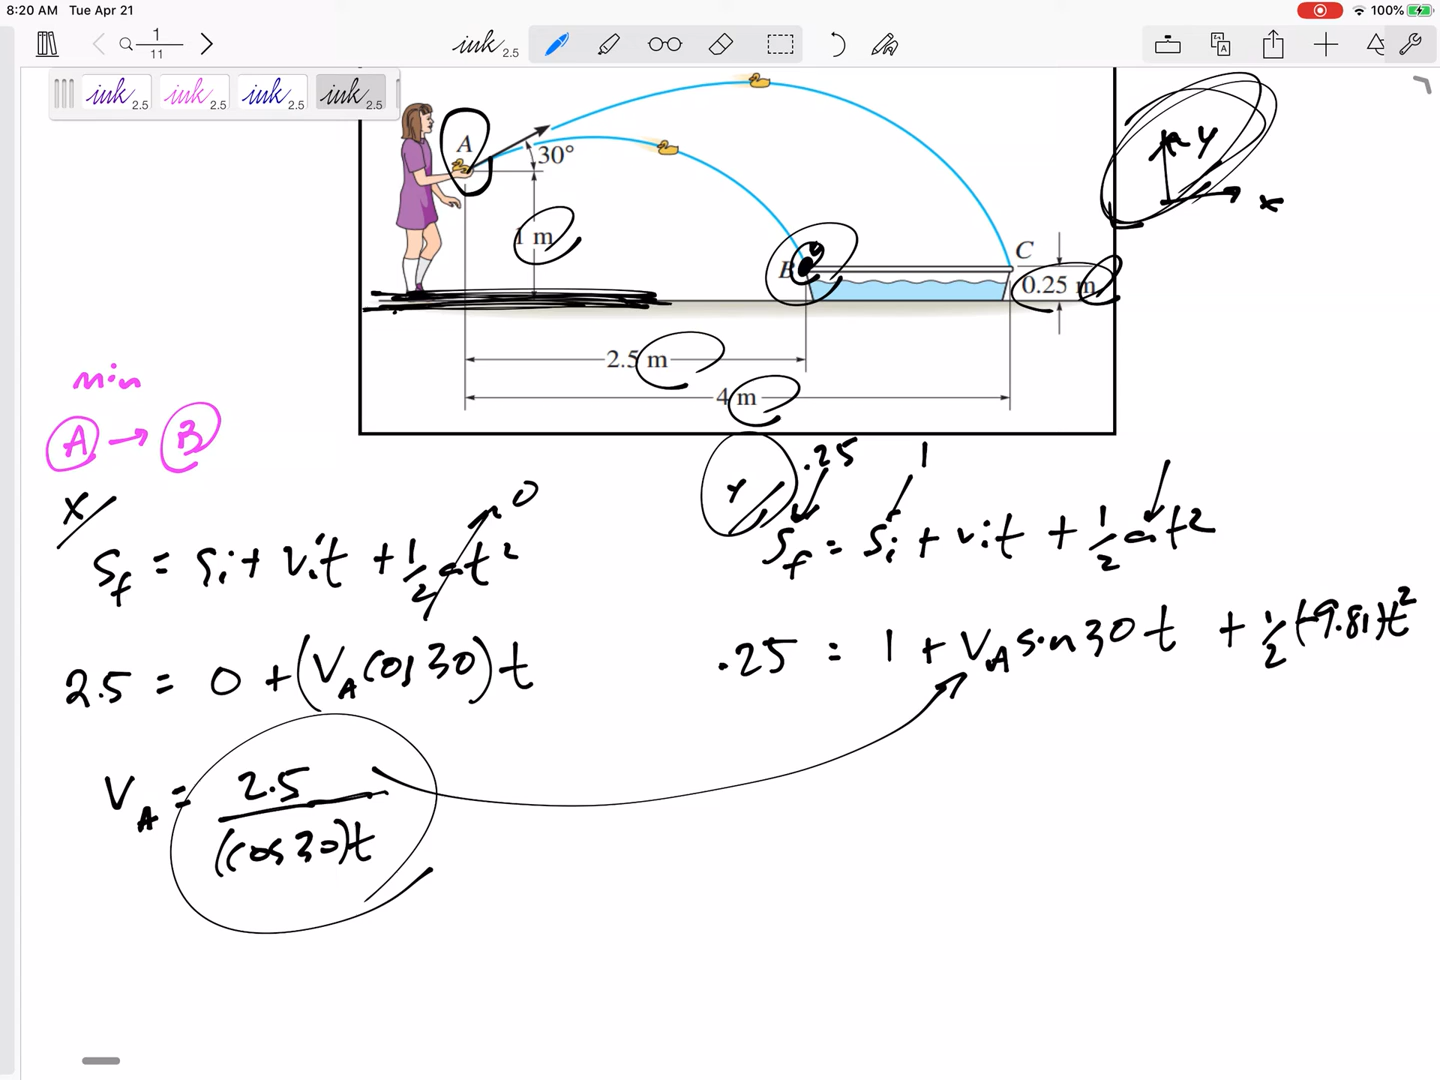 8:20 AM Tue Apr 21
100%
1
11
ink 2.5
ink 2.5
ink 2.5
ink 2.5
ink 2.5
A
30°
1 m
B
C
0.25 m
2.5 m
4 m
y
x
min
A → B
x/
Sf = Si + Vit + 1/2 at² 0
2.5 = 0 + (VA cos 30) t
VA = 2.5 / (cos 30) t
y/
.25 1
Sf = Si + Vit + 1/2 at²
.25 = 1 + VA sin 30 t + 1/2 (-9.81)t²